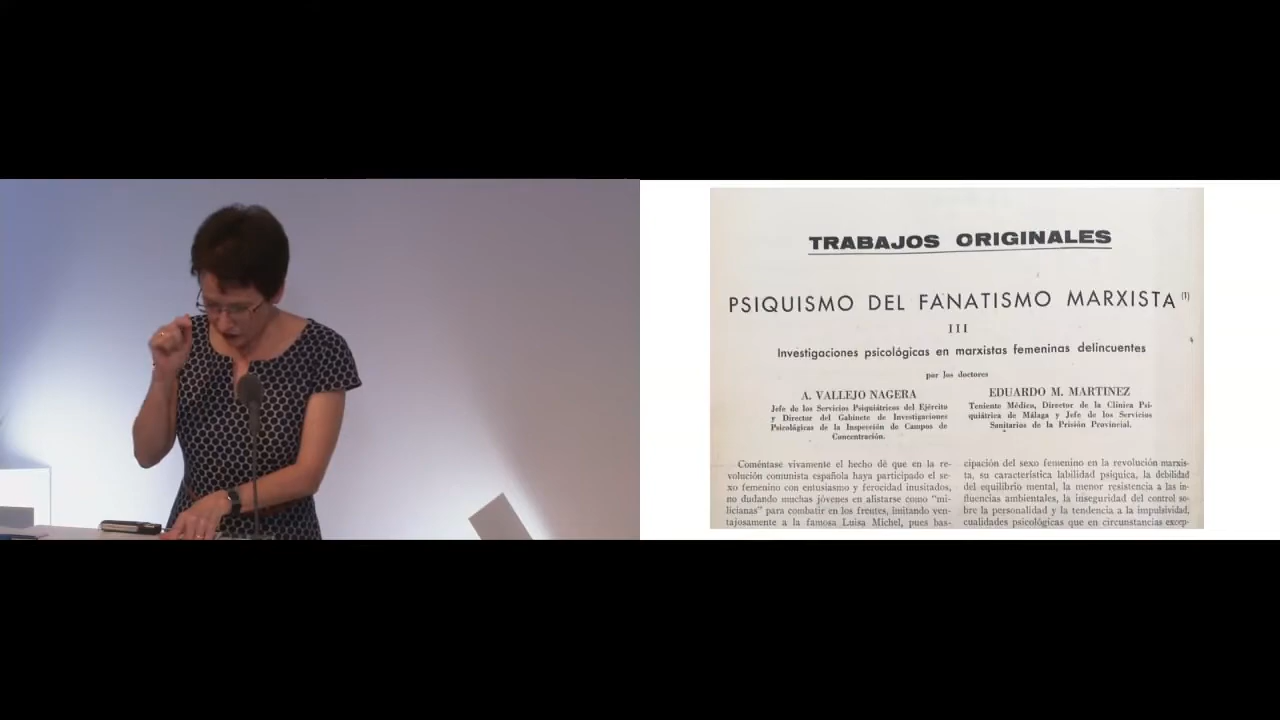 TRABAJOS ORIGINALES
PSIQUISMO DEL FANATISMO MARXISTA (1)
III
Investigaciones psicológicas en marxistas femeninas delincuentes
por los doctores
A. VALLEJO NAGERA
Jefe de los Servicios Psiquiátricos del Ejército
y Director del Gabinete de Investigaciones
Psicológicas de la Inspección de Campos de
Concentración.
EDUARDO M. MARTINEZ
Teniente Médico, Director de la Clínica Psi-
quiátrica de Málaga y Jefe de los Servicios
Sanitarios de la Prisión Provincial.
Coméntase vivamente el hecho de que en la re-
volución comunista española haya participado el se-
xo femenino con entusiasmo y ferocidad inusitados,
no dudando muchas jóvenes en alistarse como "mi-
licianas" para combatir en los frentes, imitando ven-
tajosamente a la famosa Luisa Michel, pues bas-
cipación del sexo femenino en la revolución marxis-
ta, su característica labilidad psíquica, la debilidad
del equilibrio mental, la menor resistencia a las in-
fluencias ambientales, la inseguridad del control so-
bre la personalidad y la tendencia a la impulsividad,
cualidades psicológicas que en circunstancias excep-